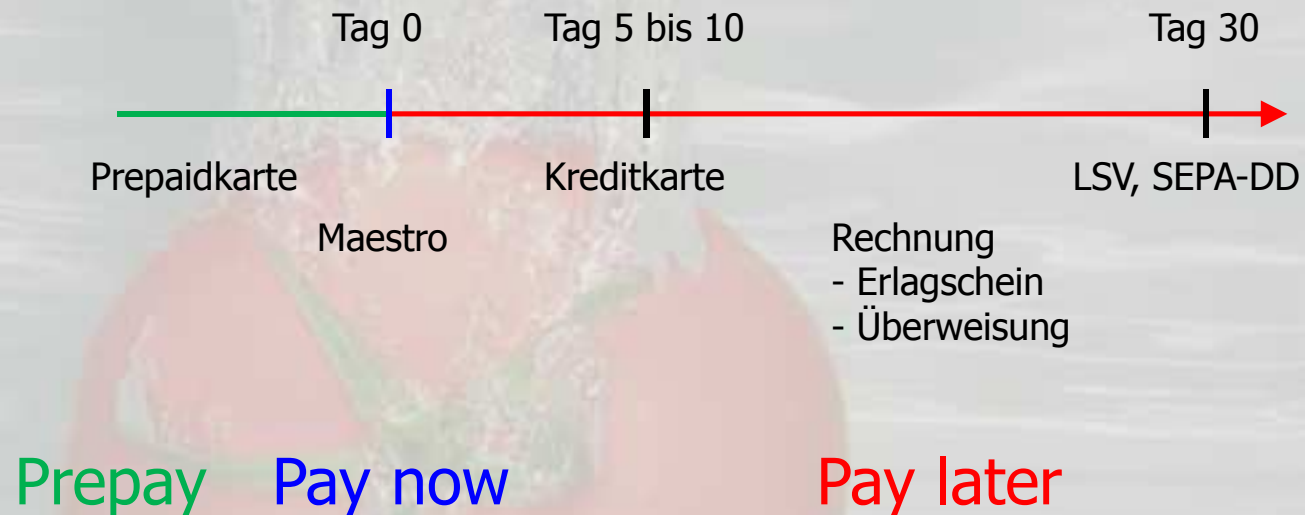 Tag 0 Tag 5 bis 10 Tag 30
Prepaidkarte Kreditkarte LSV, SEPA-DD
Maestro Rechnung
- Erlagschein
- Überweisung
Prepay Pay now Pay later